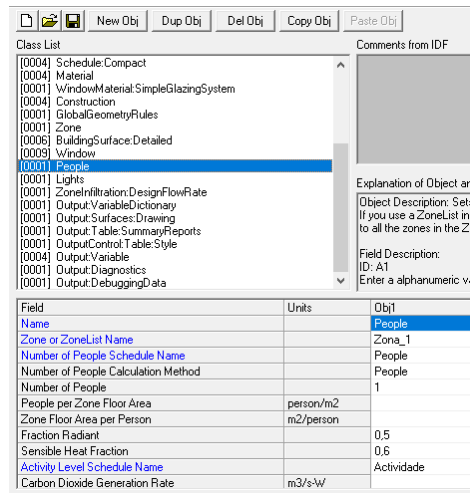 New Obj Dup Obj Del Obj Copy Obj Paste Obj
Class List
Comments from IDF
[0004] Schedule:Compact
[0004] Material
[0001] WindowMaterial:SimpleGlazingSystem
[0004] Construction
[0001] GlobalGeometryRules
[0001] Zone
[0006] BuildingSurface:Detailed
[0009] Window
[0001] People
[0001] Lights
[0001] ZoneInfiltration:DesignFlowRate
[0001] Output:VariableDictionary
[0001] Output:Surfaces:Drawing
[0001] Output:Table:SummaryReports
[0001] OutputControl:Table:Style
[0004] Output:Variable
[0001] Output:Diagnostics
[0001] Output:DebuggingData
Explanation of Object an
Object Description: Sets
If you use a ZoneList in
to all the zones in the Z
Field Description:
ID: A1
Enter a alphanumeric va
Field Units Obj1
Name People
Zone or ZoneList Name Zona_1
Number of People Schedule Name People
Number of People Calculation Method People
Number of People 1
People per Zone Floor Area person/m2
Zone Floor Area per Person m2/person
Fraction Radiant 0,5
Sensible Heat Fraction 0,6
Activity Level Schedule Name Actividade
Carbon Dioxide Generation Rate m3/s-W